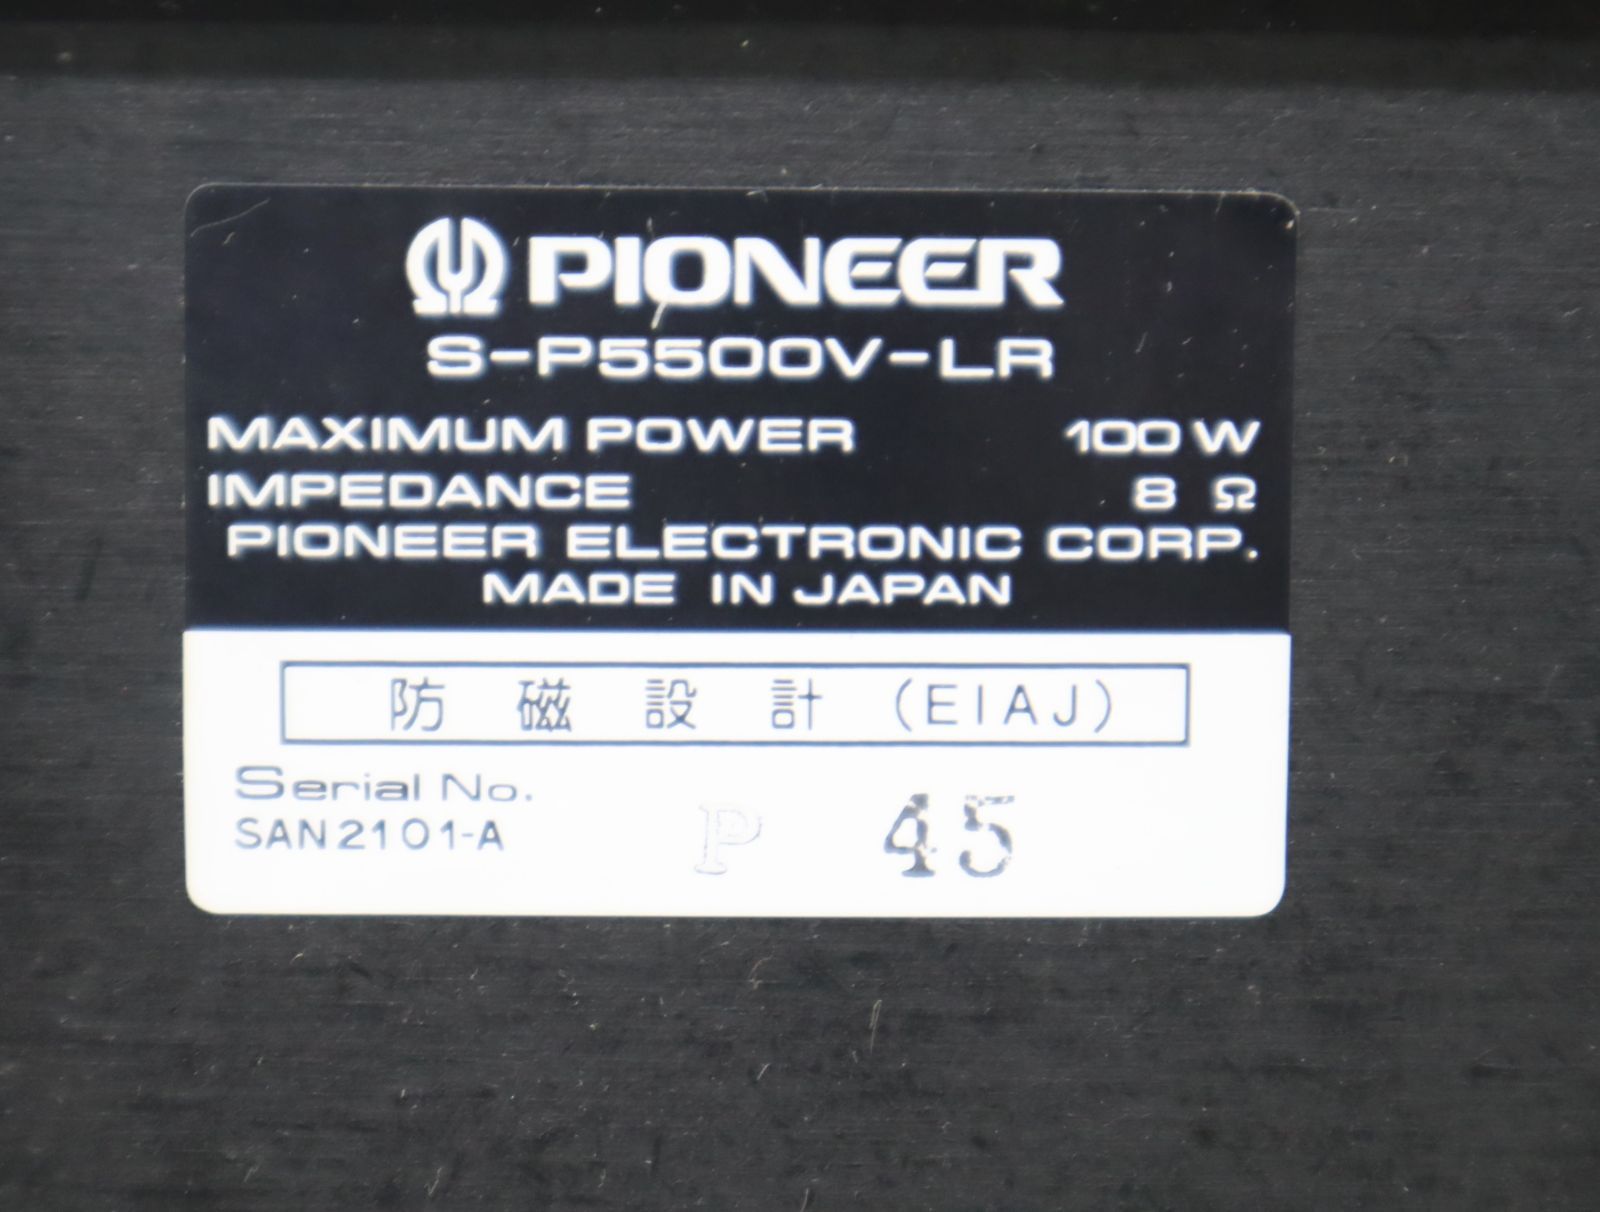 PIONEER
S-P5500V-LR
MAXIMUM POWER 100 W
IMPEDANCE 8 Ω
PIONEER ELECTRONIC CORP.
MADE IN JAPAN
防磁設計 (EIAJ)
Serial No.
SAN2101-A P 45